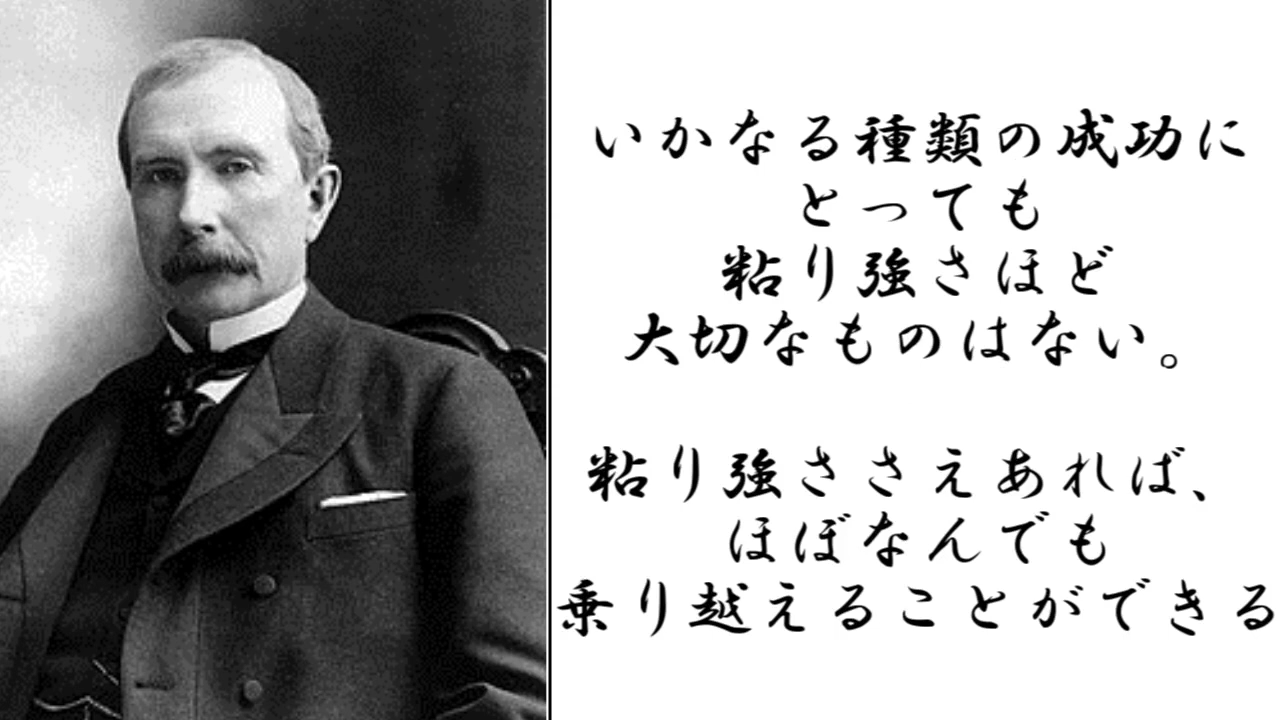 いかなる種類の成功に
とっても
粘り強さほど
大切なものはない。
粘り強ささえあれば、
ほぼなんでも
乗り越えることができる